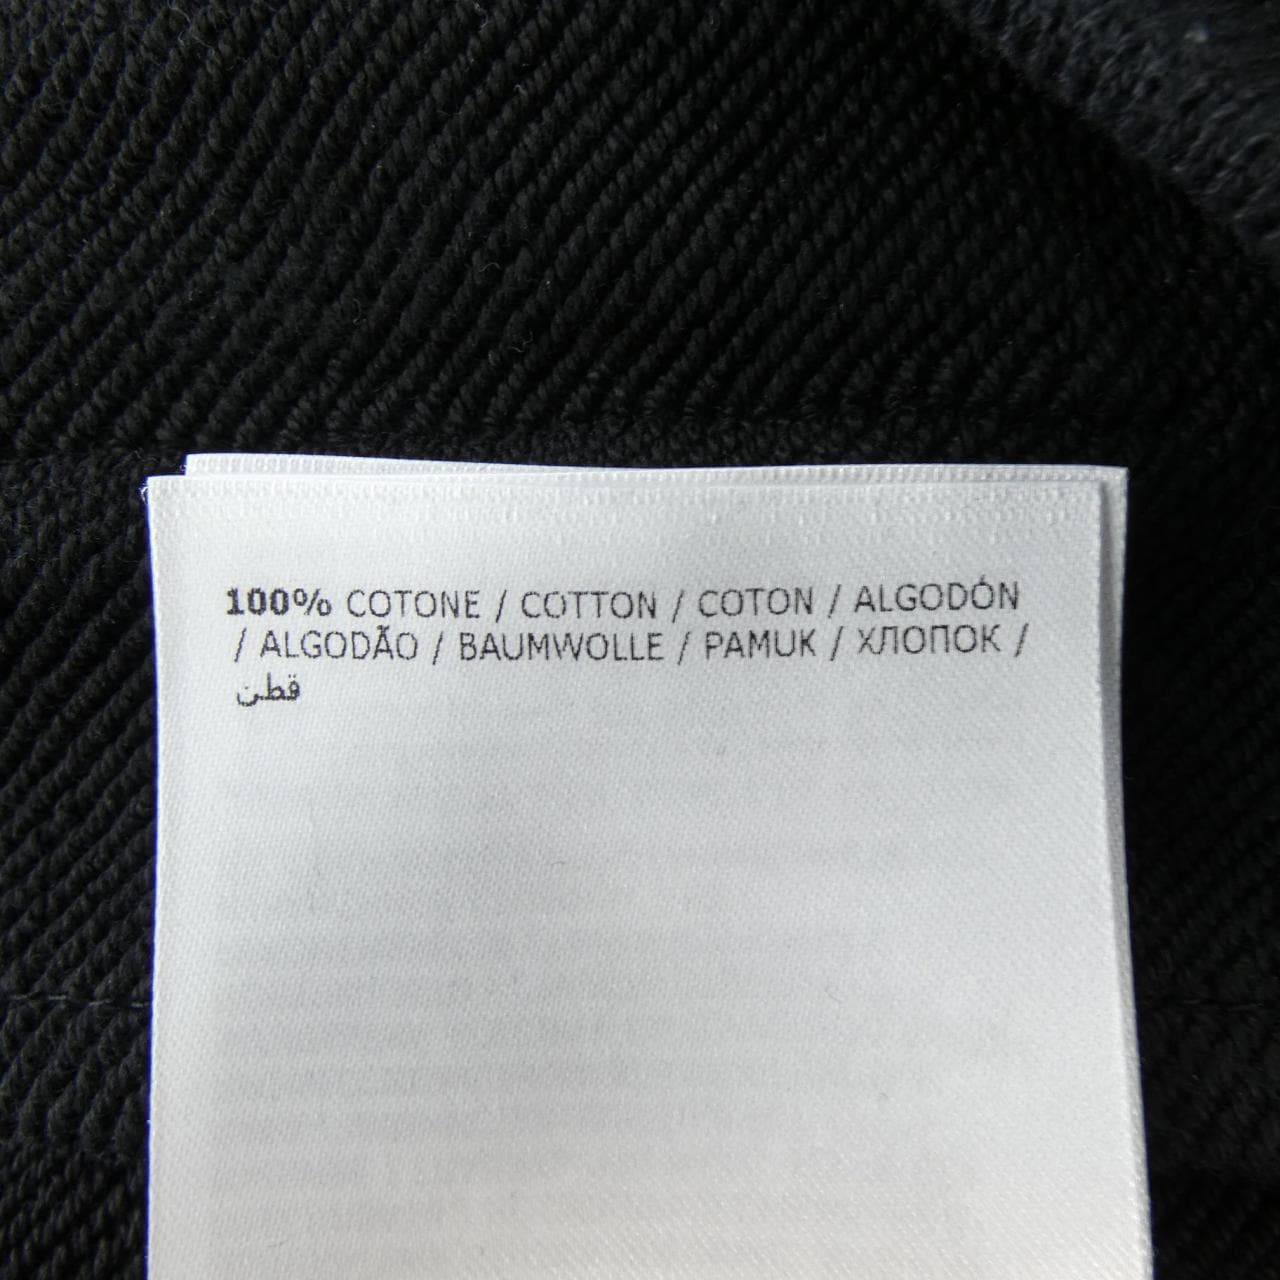 100% COTONE / COTTON / COTON / ALGODÓN
/ ALGODÃO / BAUMWOLLE / PAMUK / ХЛОПОК /
قطن